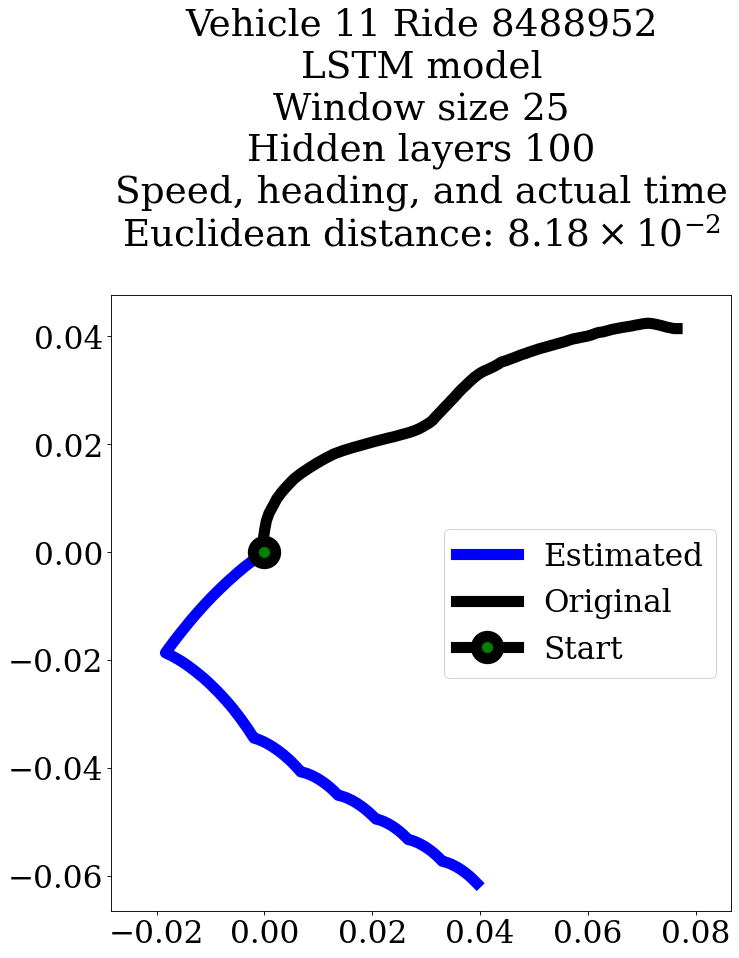 Vehicle 11 Ride 8488952
LSTM model
Window size 25
Hidden layers 100
Speed, heading, and actual time
Euclidean distance: 8.18 × 10⁻²
0.04
0.02
0.00
−0.02
−0.04
−0.06
Estimated
Original
Start
−0.02 0.00 0.02 0.04 0.06 0.08